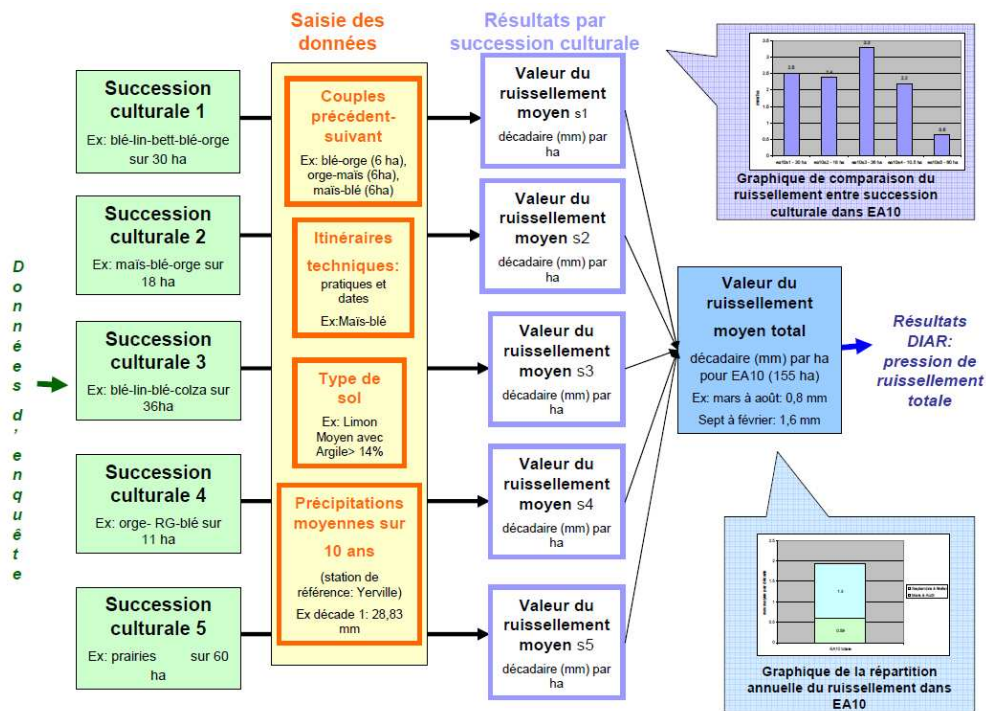 Données d'enquête
Succession
culturale 1
Ex: blé-lin-bett-blé-orge
sur 30 ha
Succession
culturale 2
Ex: maïs-blé-orge sur
18 ha
Succession
culturale 3
Ex: blé-lin-blé-colza sur
36ha
Succession
culturale 4
Ex: orge- RG-blé sur
11 ha
Succession
culturale 5
Ex: prairies sur 60
ha
Saisie des
données
Couples
précédent-
suivant
Ex: blé-orge (6 ha),
orge-maïs (6ha),
maïs-blé (6ha)
Itinéraires
techniques:
pratiques et
dates
Ex:Maïs-blé
Type de
sol
Ex: Limon
Moyen avec
Argile> 14%
Précipitations
moyennes sur
10 ans
(station de
référence: Yerville)
Ex décade 1: 28,83
mm
Résultats par
succession culturale
Valeur du
ruissellement
moyen s1
décadaire (mm) par
ha
Valeur du
ruissellement
moyen s2
décadaire (mm) par
ha
Valeur du
ruissellement
moyen s3
décadaire (mm) par
ha
Valeur du
ruissellement
moyen s4
décadaire (mm) par
ha
Valeur du
ruissellement
moyen s5
décadaire (mm) par
ha
Graphique de comparaison du
ruissellement entre succession
culturale dans EA10
Valeur du
ruissellement
moyen total
décadaire (mm) par ha
pour EA10 (155 ha)
Ex: mars à août: 0,8 mm
Sept à février: 1,6 mm
Résultats
DIAR:
pression de
ruissellement
totale
Graphique de la répartition
annuelle du ruissellement dans
EA10